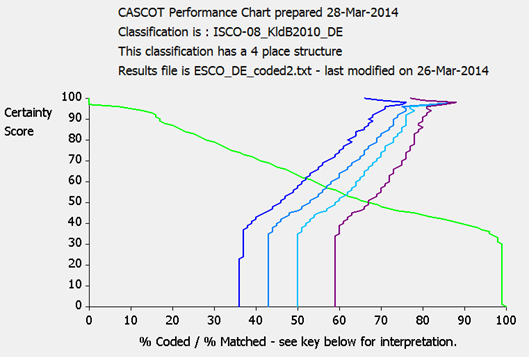 CASCOT Performance Chart prepared 28-Mar-2014
Classification is : ISCO-08_KldB2010_DE
This classification has a 4 place structure
Results file is ESCO_DE_coded2.txt - last modified on 26-Mar-2014
Certainty
Score
100
90
80
70
60
50
40
30
20
10
0
0 10 20 30 40 50 60 70 80 90 100
% Coded / % Matched - see key below for interpretation.